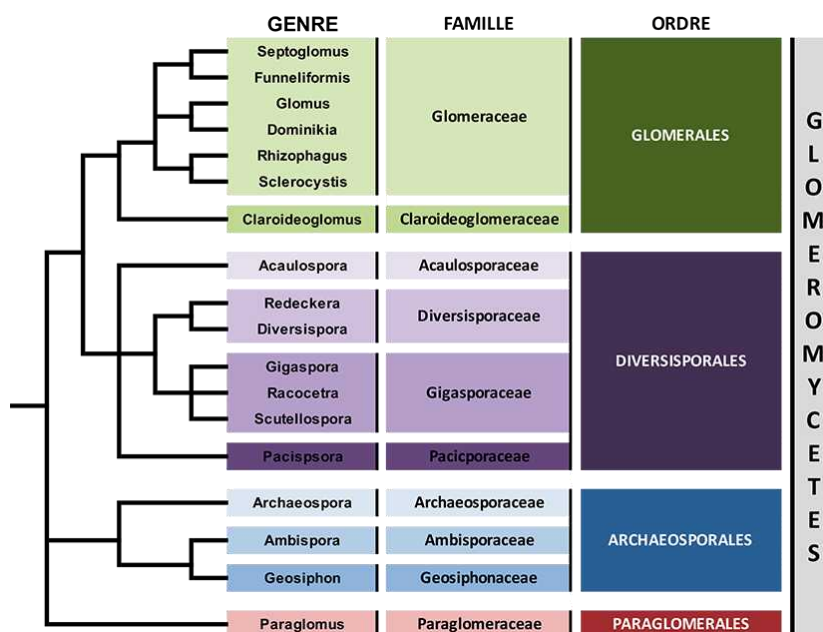 GENRE FAMILLE ORDRE
Septoglomus
Funneliformis
Glomus
Dominikia
Rhizophagus
Sclerocystis
Glomeraceae
GLOMERALES
Claroideoglomus
Claroideoglomeraceae
Acaulospora
Acaulosporaceae
Redeckera
Diversispora
Diversisporaceae
Gigaspora
Racocetra
Scutellospora
Gigasporaceae
DIVERSISPORALES
Pacispsora
Pacicporaceae
Archaeospora
Archaeosporaceae
Ambispora
Ambisporaceae
ARCHAEOSPORALES
Geosiphon
Geosiphonaceae
Paraglomus
Paraglomeraceae
PARAGLOMERALES
GLOMEROMYCETES